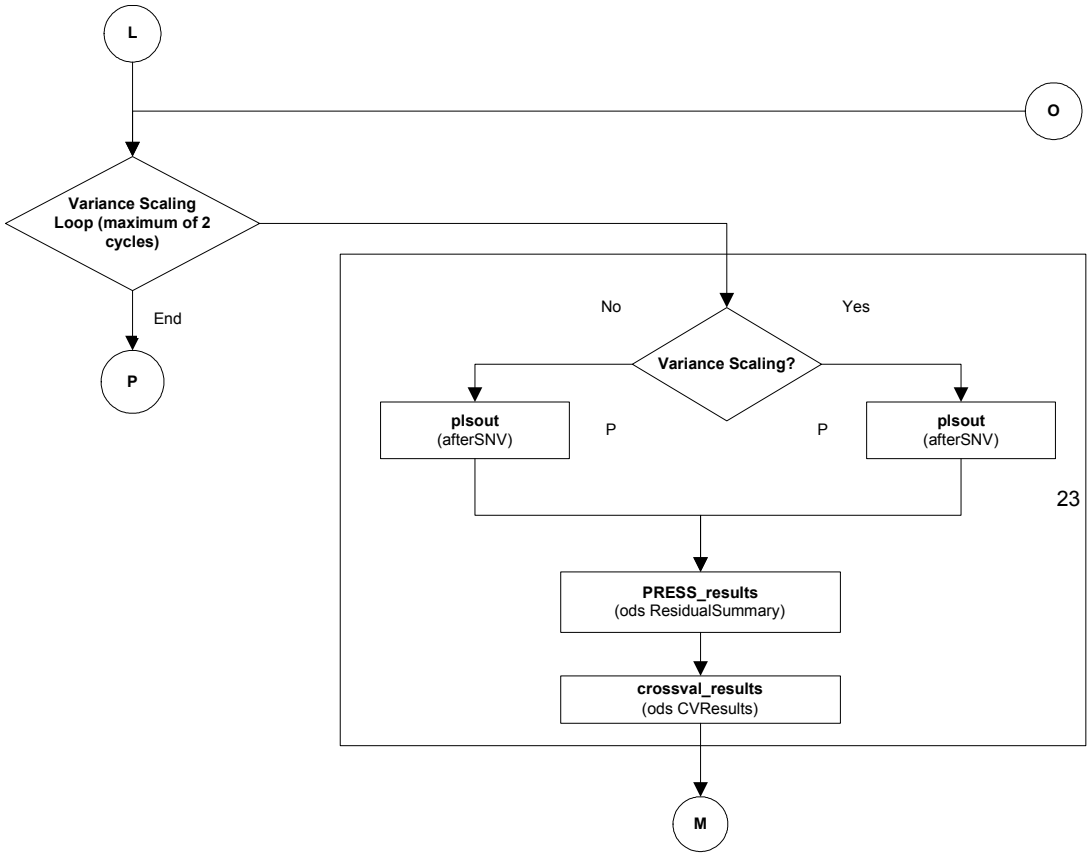 L
O
Variance Scaling
Loop (maximum of 2
cycles)
End
P
No
Yes
Variance Scaling?
plsout
(afterSNV)
P
P
plsout
(afterSNV)
23
PRESS_results
(ods ResidualSummary)
crossval_results
(ods CVResults)
M